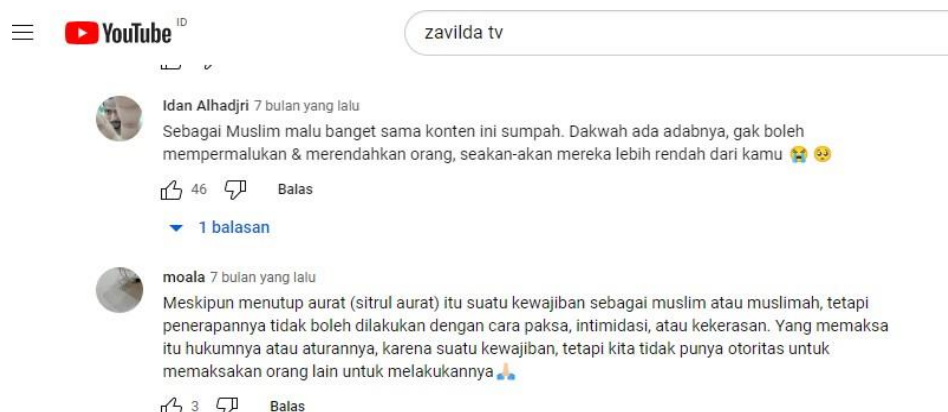 YouTube ID
zavilda tv
Idan Alhadjri 7 bulan yang lalu
Sebagai Muslim malu banget sama konten ini sumpah. Dakwah ada adabnya, gak boleh
mempermalukan & merendahkan orang, seakan-akan mereka lebih rendah dari kamu 😭 🥺
46 Balas
1 balasan
moala 7 bulan yang lalu
Meskipun menutup aurat (sitrul aurat) itu suatu kewajiban sebagai muslim atau muslimah, tetapi
penerapannya tidak boleh dilakukan dengan cara paksa, intimidasi, atau kekerasan. Yang memaksa
itu hukumnya atau aturannya, karena suatu kewajiban, tetapi kita tidak punya otoritas untuk
memaksakan orang lain untuk melakukannya🙏🏻
3 Balas